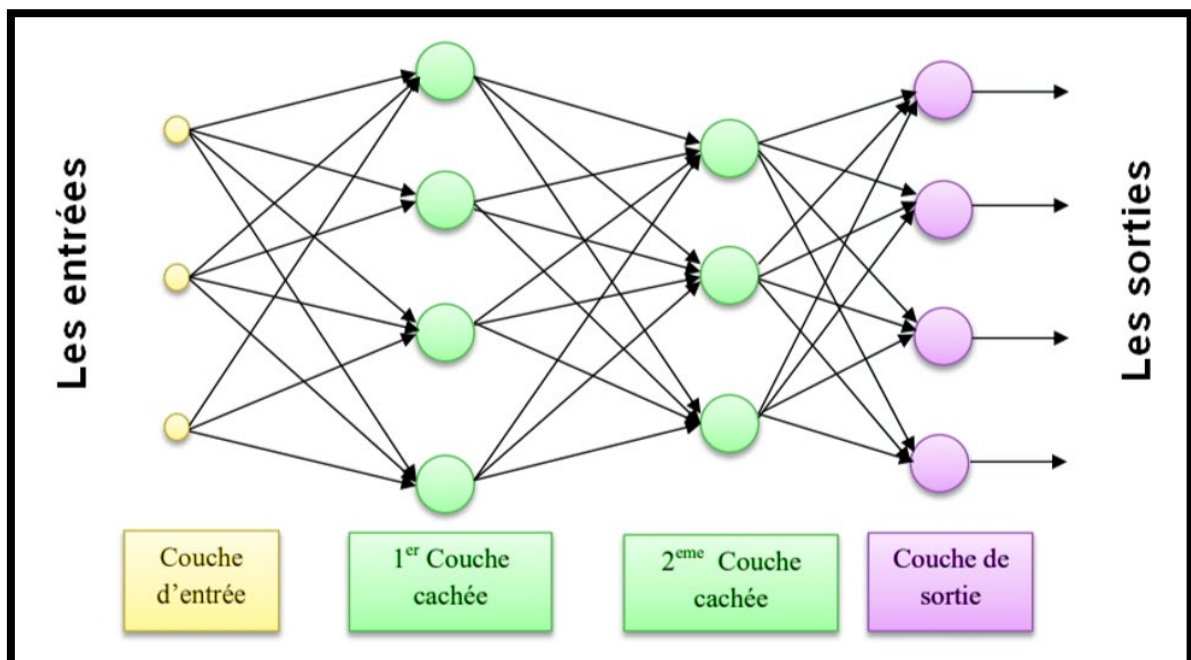 Les entrées
Les sorties
Couche
d’entrée
1er Couche
cachée
2eme Couche
cachée
Couche de
sortie